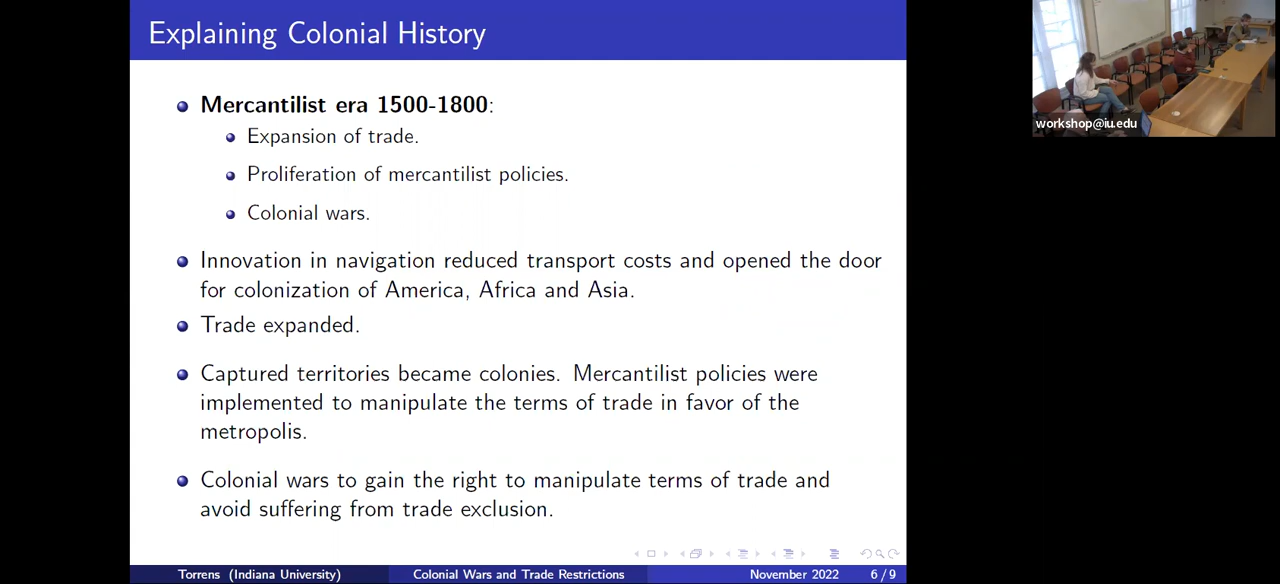 Explaining Colonial History
Mercantilist era 1500-1800:
Expansion of trade.
Proliferation of mercantilist policies.
Colonial wars.
Innovation in navigation reduced transport costs and opened the door
for colonization of America, Africa and Asia.
Trade expanded.
Captured territories became colonies. Mercantilist policies were
implemented to manipulate the terms of trade in favor of the
metropolis.
Colonial wars to gain the right to manipulate terms of trade and
avoid suffering from trade exclusion.
Torrens (Indiana University) Colonial Wars and Trade Restrictions November 2022 6 / 9
workshop@iu.edu